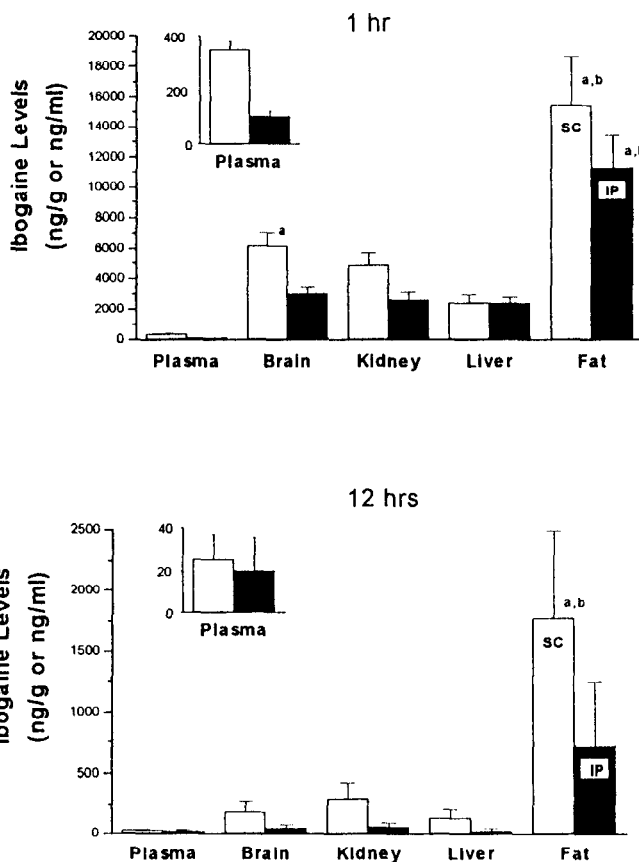 1 hr
Ibogaine Levels
(ng/g or ng/ml)
20000
18000
16000
14000
12000
10000
8000
6000
4000
2000
0
400
200
0
Plasma
a
a,b
SC
a,
IP
Plasma Brain Kidney Liver Fat
12 hrs
Ibogaine Levels
(ng/g or ng/ml)
2500
2000
1500
1000
500
0
40
20
0
Plasma
a,b
SC
IP
Plasma Brain Kidney Liver Fat